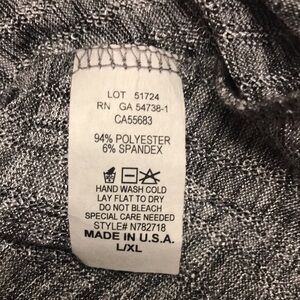 LOT 51724
RN GA 54738-1
CA55683
94% POLYESTER
6% SPANDEX
HAND WASH COLD
LAY FLAT TO DRY
DO NOT BLEACH
SPECIAL CARE NEEDED
STYLE# N782718
MADE IN U.S.A.
L/XL